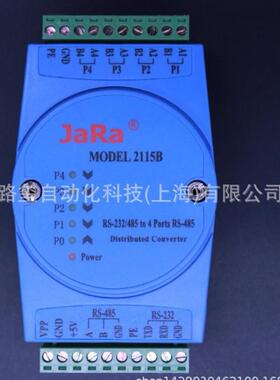 PE GND B4 A4 B3 A3 B2 A2 B1 A1
P4 P3 P2 P1
JaRa ®
MODEL 2115B
P4
P3
路奎自动化科技(上海)有限公司
P2
P1 RS-232/485 to 4 Ports RS-485
P0 Distributed Converter
Power
RS-485 RS-232
VPP GND +5V A B GND PE TXD RXD GND